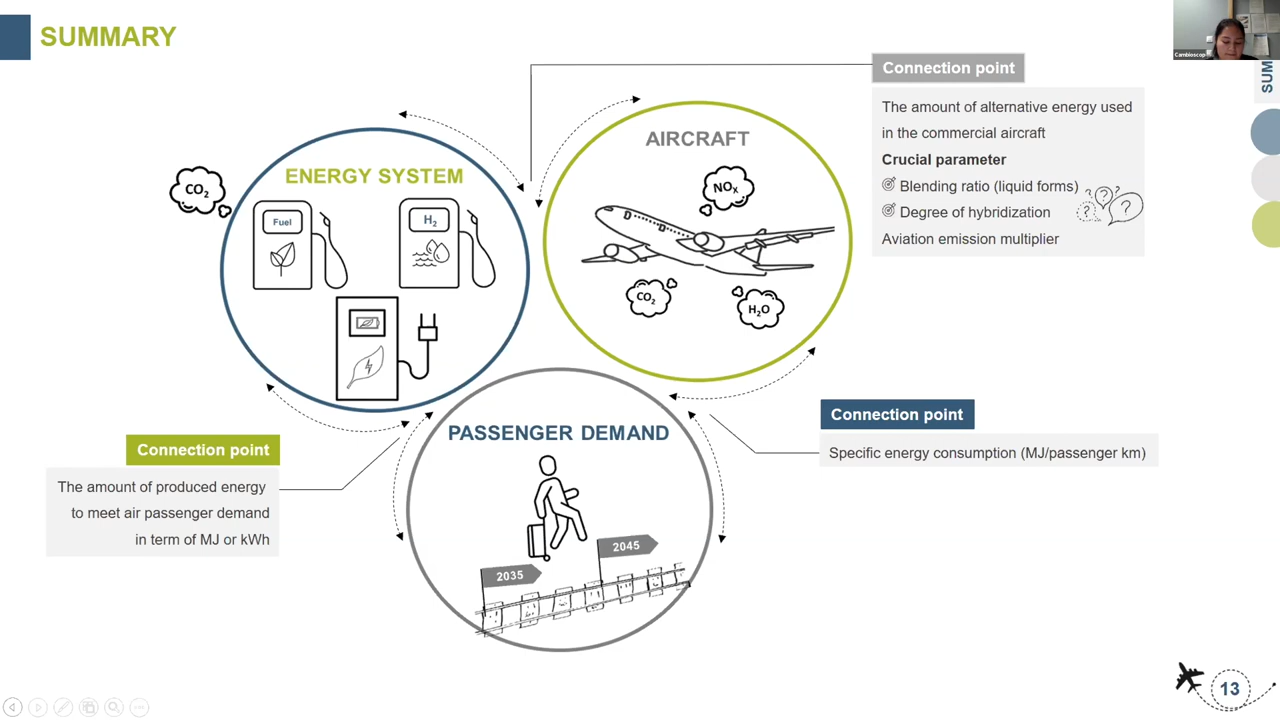 SUMMARY
Cambioscop
SUM
Connection point
The amount of alternative energy used
in the commercial aircraft
Crucial parameter
Blending ratio (liquid forms)
Degree of hybridization
Aviation emission multiplier
? ? ? ?
AIRCRAFT
NOX
CO2
H2O
ENERGY SYSTEM
CO2
Fuel
H2
Connection point
Specific energy consumption (MJ/passenger km)
PASSENGER DEMAND
2045
2035
Connection point
The amount of produced energy
to meet air passenger demand
in term of MJ or kWh
13